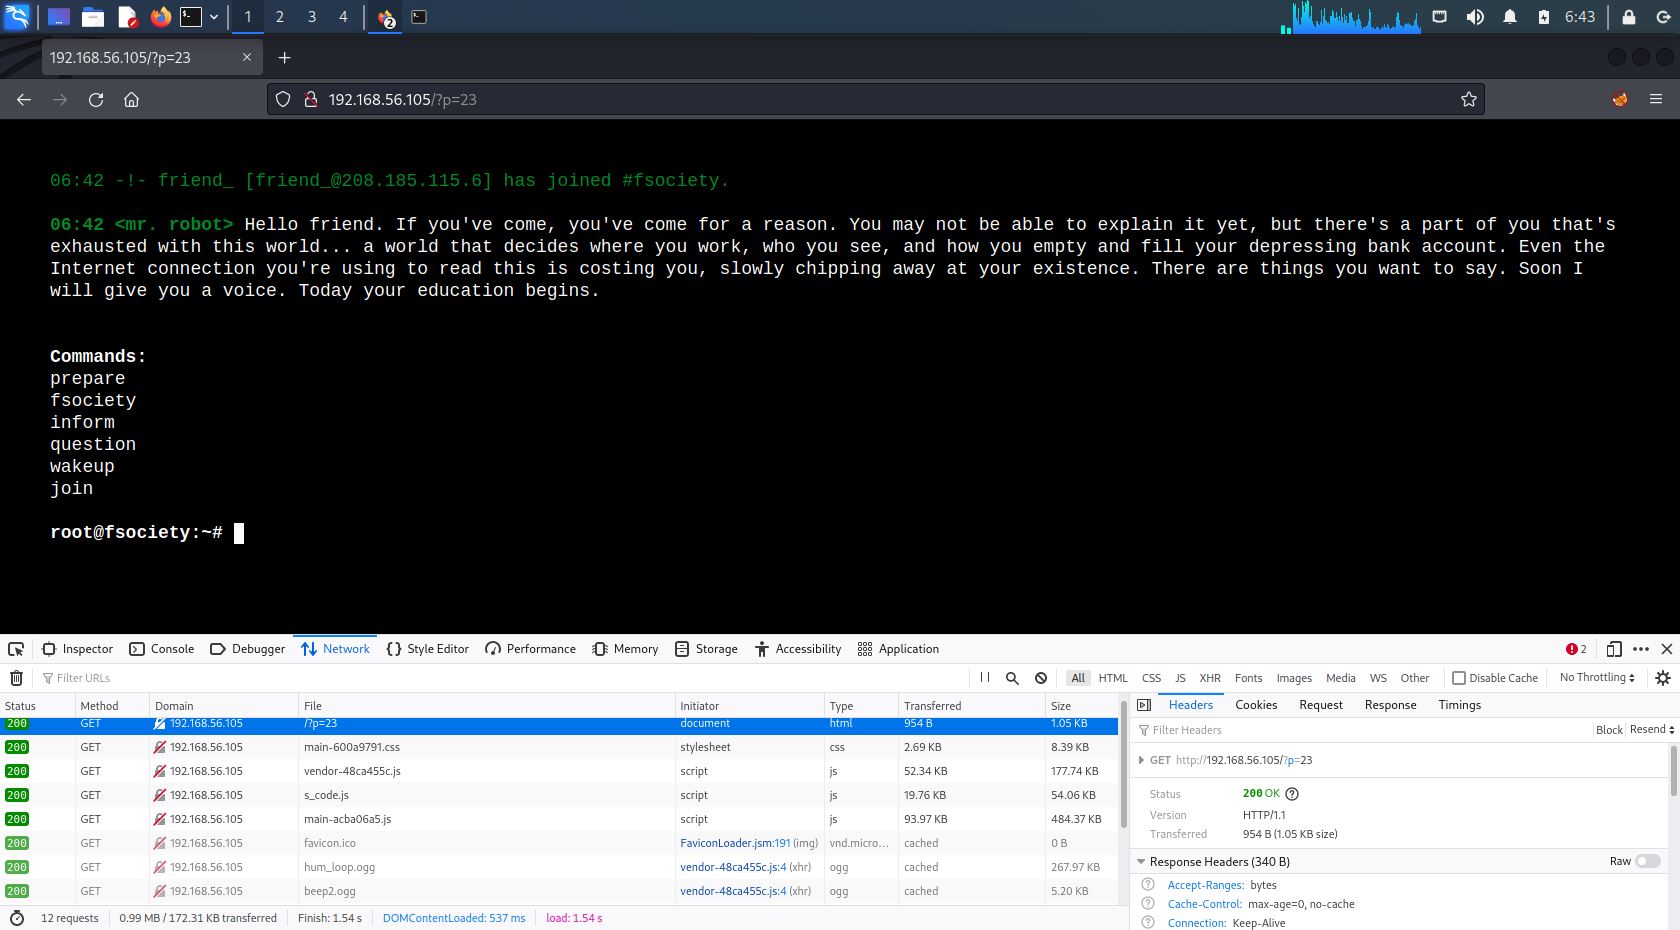 1 2 3 4 2 6:43
192.168.56.105/?p=23
192.168.56.105/?p=23
06:42 -!- friend_ [friend_@208.185.115.6] has joined #fsociety.
06:42 <mr. robot> Hello friend. If you've come, you've come for a reason. You may not be able to explain it yet, but there's a part of you that's
exhausted with this world... a world that decides where you work, who you see, and how you empty and fill your depressing bank account. Even the
Internet connection you're using to read this is costing you, slowly chipping away at your existence. There are things you want to say. Soon I
will give you a voice. Today your education begins.
Commands:
prepare
fsociety
inform
question
wakeup
join
root@fsociety:~#
Inspector Console Debugger Network Style Editor Performance Memory Storage Accessibility Application 2
Filter URLs All HTML CSS JS XHR Fonts Images Media WS Other Disable Cache No Throttling
Status Method Domain File Initiator Type Transferred Size
200 GET 192.168.56.105 /?p=23 document html 954 B 1.05 KB
200 GET 192.168.56.105 main-600a9791.css stylesheet css 2.69 KB 8.39 KB
200 GET 192.168.56.105 vendor-48ca455c.js script js 52.34 KB 177.74 KB
200 GET 192.168.56.105 s_code.js script js 19.76 KB 54.06 KB
200 GET 192.168.56.105 main-acba06a5.js script js 93.97 KB 484.37 KB
200 GET 192.168.56.105 favicon.ico FaviconLoader.jsm:191 (img) vnd.micro... cached 0 B
200 GET 192.168.56.105 hum_loop.ogg vendor-48ca455c.js:4 (xhr) ogg cached 267.97 KB
200 GET 192.168.56.105 beep2.ogg vendor-48ca455c.js:4 (xhr) ogg cached 5.20 KB
12 requests 0.99 MB / 172.31 KB transferred Finish: 1.54 s DOMContentLoaded: 537 ms load: 1.54 s
Headers Cookies Request Response Timings
Filter Headers Block Resend
GET http://192.168.56.105/?p=23
Status 200 OK
Version HTTP/1.1
Transferred 954 B (1.05 KB size)
Response Headers (340 B) Raw
Accept-Ranges: bytes
Cache-Control: max-age=0, no-cache
Connection: Keep-Alive